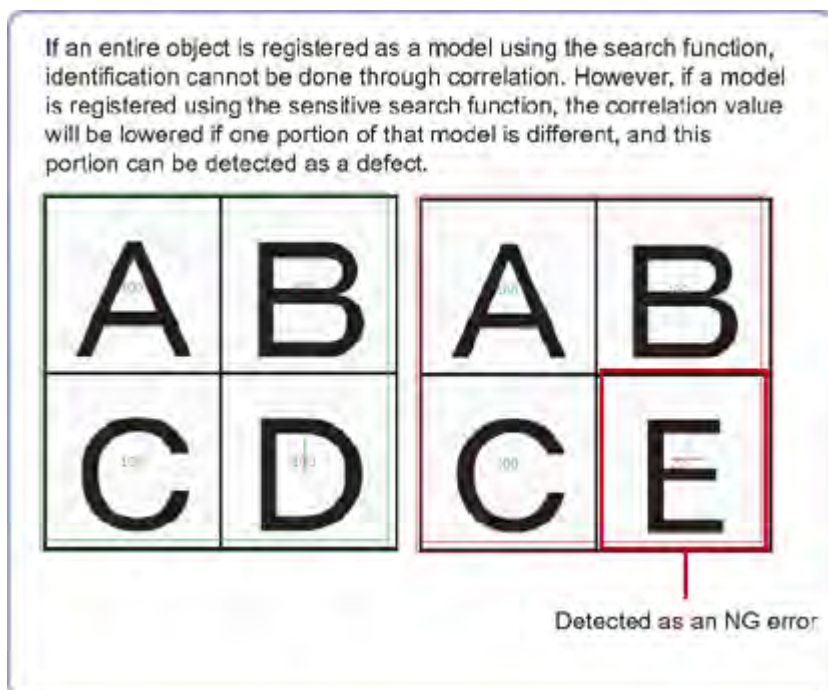 If an entire object is registered as a model using the search function,
identification cannot be done through correlation. However, if a model
is registered using the sensitive search function, the correlation value
will be lowered if one portion of that model is different, and this
portion can be detected as a defect.
A B A B
C D C E
Detected as an NG error